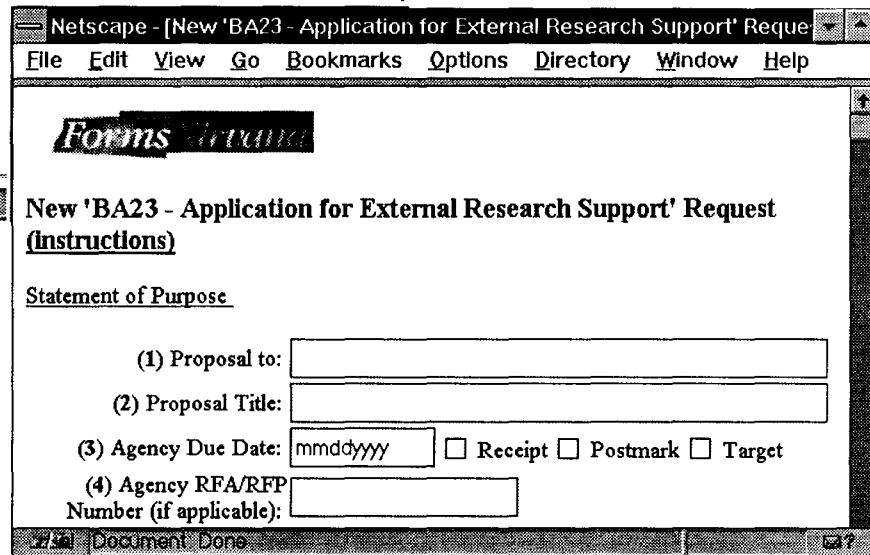 Netscape - [New 'BA23 - Application for External Research Support' Reque
File Edit View Go Bookmarks Options Directory Window Help
Forms Nirvana
New 'BA23 - Application for External Research Support' Request
(instructions)
Statement of Purpose
(1) Proposal to:
(2) Proposal Title:
(3) Agency Due Date: mmddyyyy Receipt Postmark Target
(4) Agency RFA/RFP
Number (if applicable):
Document Done